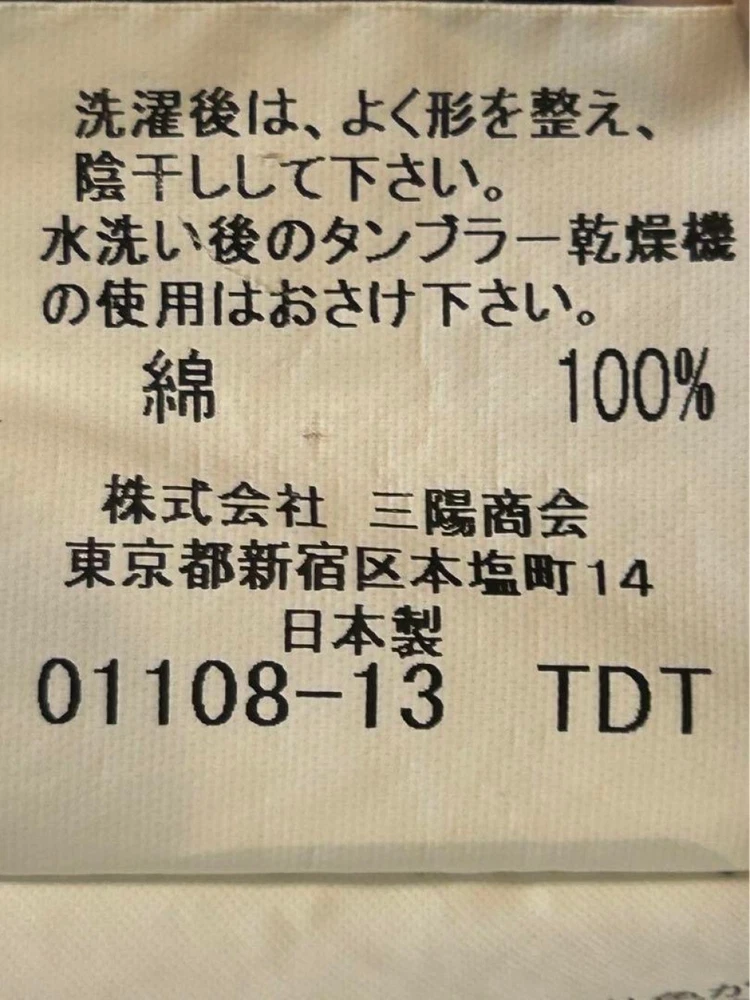 洗濯後は、よく形を整え、
陰干しして下さい。
水洗い後のタンブラー乾燥機
の使用はおさけ下さい。
綿 100%
株式会社 三陽商会
東京都新宿区本塩町14
日本製
01108-13 TDT